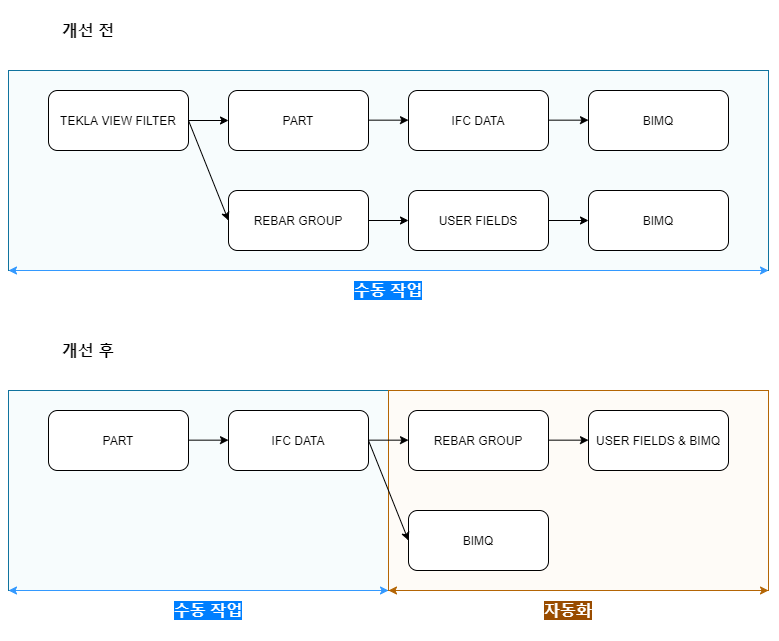 개선 전
TEKLA VIEW FILTER
PART
IFC DATA
BIMQ
REBAR GROUP
USER FIELDS
BIMQ
수동 작업
개선 후
PART
IFC DATA
REBAR GROUP
USER FIELDS & BIMQ
BIMQ
수동 작업
자동화